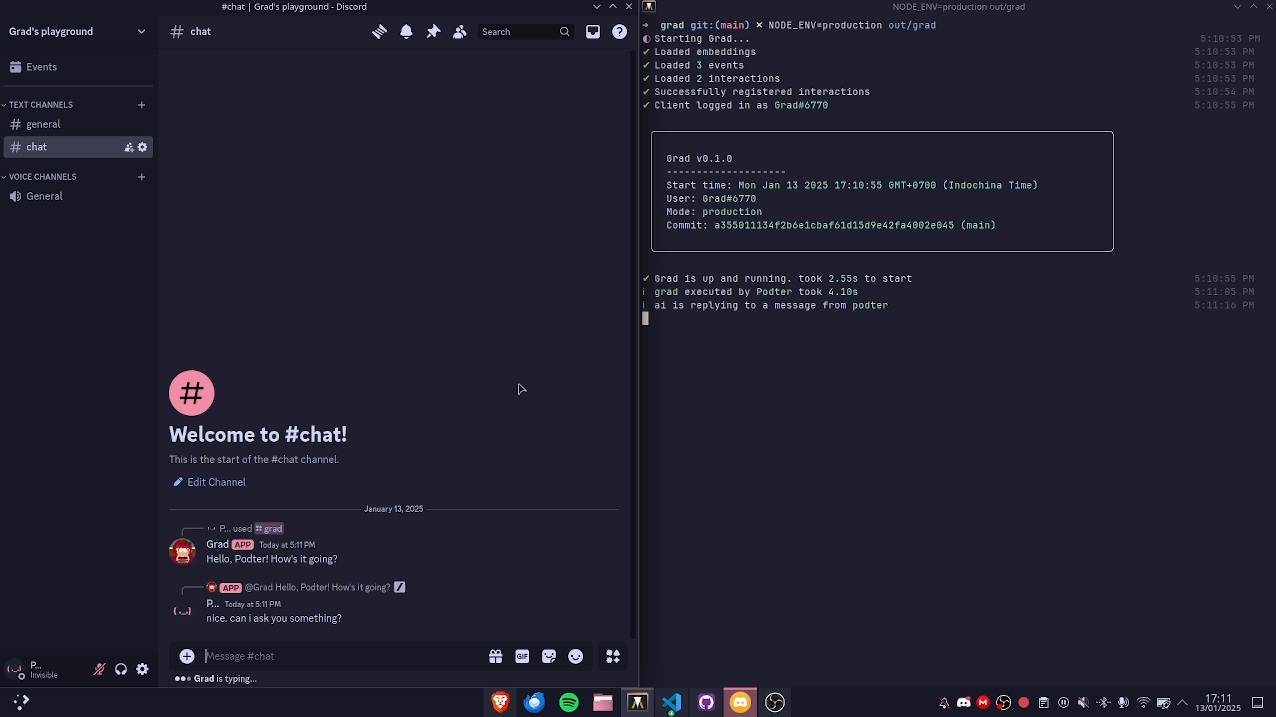 #chat | Grad's playground - Discord
Grad's playground
# chat
Search
Events
TEXT CHANNELS
# general
# chat
VOICE CHANNELS
General
#
Welcome to #chat!
This is the start of the #chat channel.
Edit Channel
January 13, 2025
P... used grad
Grad APP Today at 5:11 PM
Hello, Podter! How's it going?
APP @Grad Hello, Podter! How's it going?
P... Today at 5:11 PM
nice. can i ask you something?
Message #chat
GIF
Grad is typing...
P...
Invisible
NODE_ENV=production out/grad
→ grad git:(main) × NODE_ENV=production out/grad
Starting Grad... 5:10:53 PM
✔ Loaded embeddings 5:10:53 PM
✔ Loaded 3 events 5:10:53 PM
✔ Loaded 2 interactions 5:10:53 PM
✔ Successfully registered interactions 5:10:54 PM
✔ Client logged in as Grad#6770 5:10:55 PM
Grad v0.1.0
--------------------
Start time: Mon Jan 13 2025 17:10:55 GMT+0700 (Indochina Time)
User: Grad#6770
Mode: production
Commit: a355011134f2b6e1cbaf61d15d9e42fa4002e045 (main)
✔ Grad is up and running. took 2.55s to start 5:10:55 PM
i grad executed by Podter took 4.10s 5:11:05 PM
i ai is replying to a message from podter 5:11:16 PM
17:11
13/01/2025